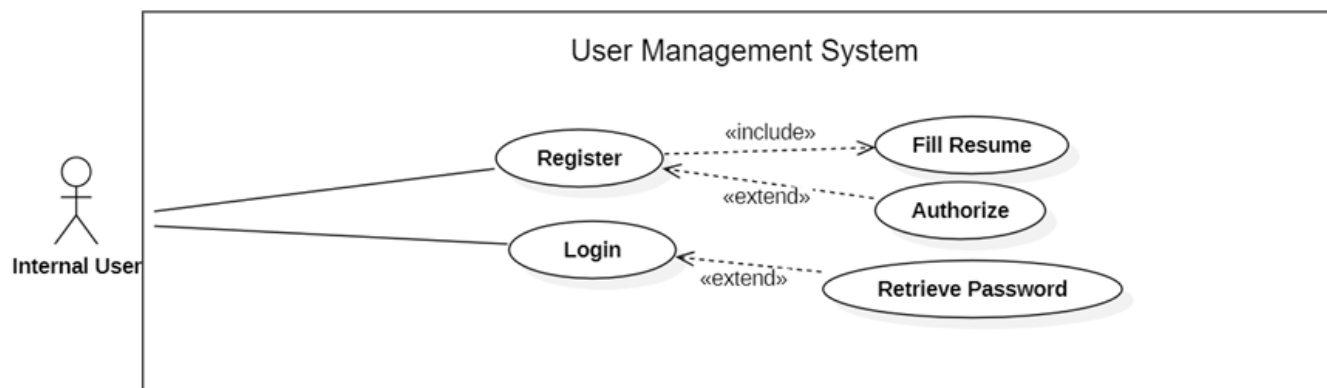 User Management System
«include»
Fill Resume
Register
«extend»
Authorize
Login
Internal User
«extend»
Retrieve Password